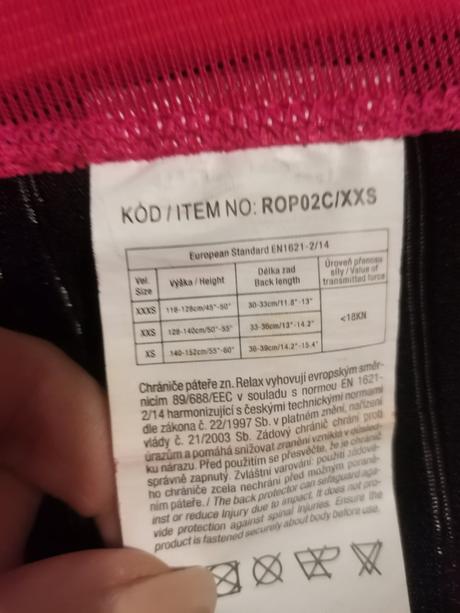 KÓD / ITEM NO: ROP02C/XXS
European Standard EN1621-2/14
Vel. Size | Výška / Height | Délka zad Back length | Úroveň přenosu síly / Value of transmitted force
XXXS | 118-128cm/45"-50" | 30-33cm/11.8"-13" | <18KN
XXS | 128-140cm/50"-55" | 33-36cm/13"-14.2"
XS | 140-152cm/55"-60" | 36-39cm/14.2"-15.4"
Chrániče páteře zn. Relax vyhovují evropským směr-
nicím 89/688/EEC v souladu s normou EN 1621-
2/14 harmonizující s českými technickými normami
dle zákona č. 22/1997 Sb. v platném znění, nařízení
vlády č. 21/2003 Sb. Zádový chránič chrání proti
úrazům a pomáhá snižovat zranění vzniklá v důsled-
ku nárazu. Před použitím se přesvěčte, že je chránič
správně zapnutý. Zvláštní varování: použití zádové-
ho chrániče zcela nechrání před možným poraně-
ním páteře./ The back protector can safeguard aga-
inst or reduce Injury due to impact. It does not pro-
vide protection against spinal Injuries. Ensure the
product is fastened securely about body before use.